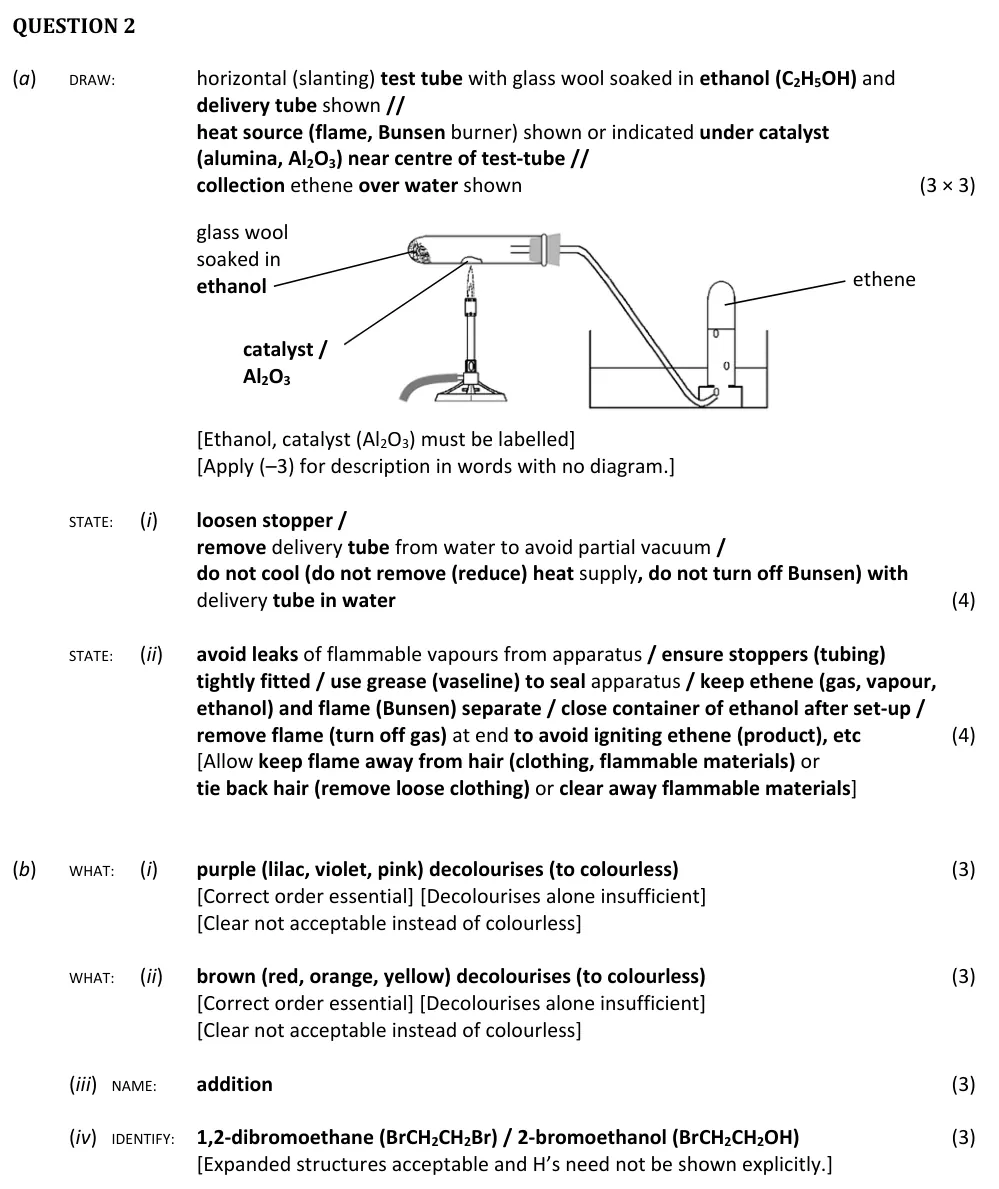 QUESTION 2
(a) DRAW: horizontal (slanting) test tube with glass wool soaked in ethanol (C₂H₅OH) and
delivery tube shown //
heat source (flame, Bunsen burner) shown or indicated under catalyst
(alumina, Al₂O₃) near centre of test-tube //
collection ethene over water shown (3 × 3)
glass wool
soaked in
ethanol
ethene
catalyst /
Al₂O₃
[Ethanol, catalyst (Al₂O₃) must be labelled]
[Apply (–3) for description in words with no diagram.]
STATE: (i) loosen stopper /
remove delivery tube from water to avoid partial vacuum /
do not cool (do not remove (reduce) heat supply, do not turn off Bunsen) with
delivery tube in water (4)
STATE: (ii) avoid leaks of flammable vapours from apparatus / ensure stoppers (tubing)
tightly fitted / use grease (vaseline) to seal apparatus / keep ethene (gas, vapour,
ethanol) and flame (Bunsen) separate / close container of ethanol after set-up /
remove flame (turn off gas) at end to avoid igniting ethene (product), etc (4)
[Allow keep flame away from hair (clothing, flammable materials) or
tie back hair (remove loose clothing) or clear away flammable materials]
(b) WHAT: (i) purple (lilac, violet, pink) decolourises (to colourless) (3)
[Correct order essential] [Decolourises alone insufficient]
[Clear not acceptable instead of colourless]
WHAT: (ii) brown (red, orange, yellow) decolourises (to colourless) (3)
[Correct order essential] [Decolourises alone insufficient]
[Clear not acceptable instead of colourless]
(iii) NAME: addition (3)
(iv) IDENTIFY: 1,2-dibromoethane (BrCH₂CH₂Br) / 2-bromoethanol (BrCH₂CH₂OH) (3)
[Expanded structures acceptable and H’s need not be shown explicitly.]